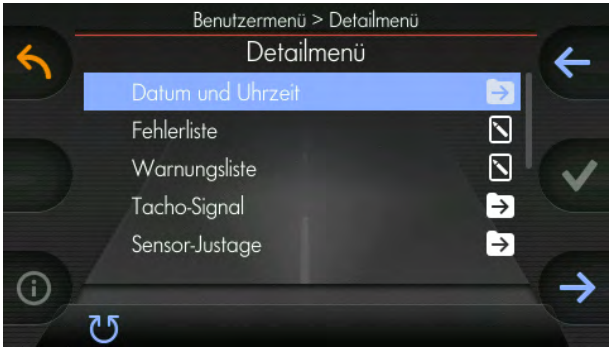 Benutzermenü > Detailmenü
Detailmenü
Datum und Uhrzeit
Fehlerliste
Warnungsliste
Tacho-Signal
Sensor-Justage